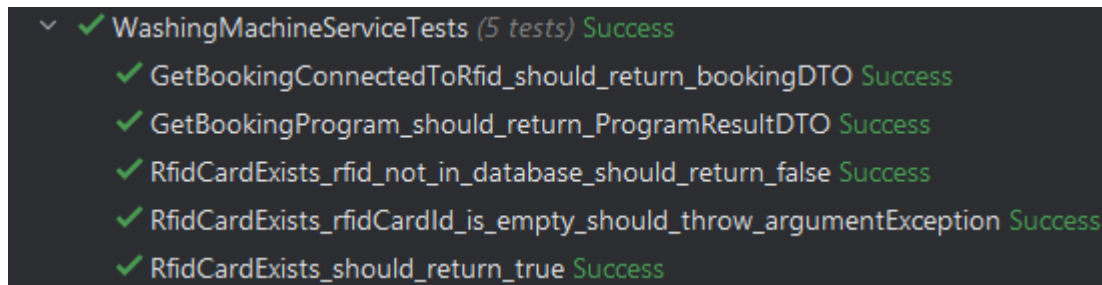 WashingMachineServiceTests (5 tests) Success
GetBookingConnectedToRfid_should_return_bookingDTO Success
GetBookingProgram_should_return_ProgramResultDTO Success
RfidCardExists_rfid_not_in_database_should_return_false Success
RfidCardExists_rfidCardId_is_empty_should_throw_argumentException Success
RfidCardExists_should_return_true Success